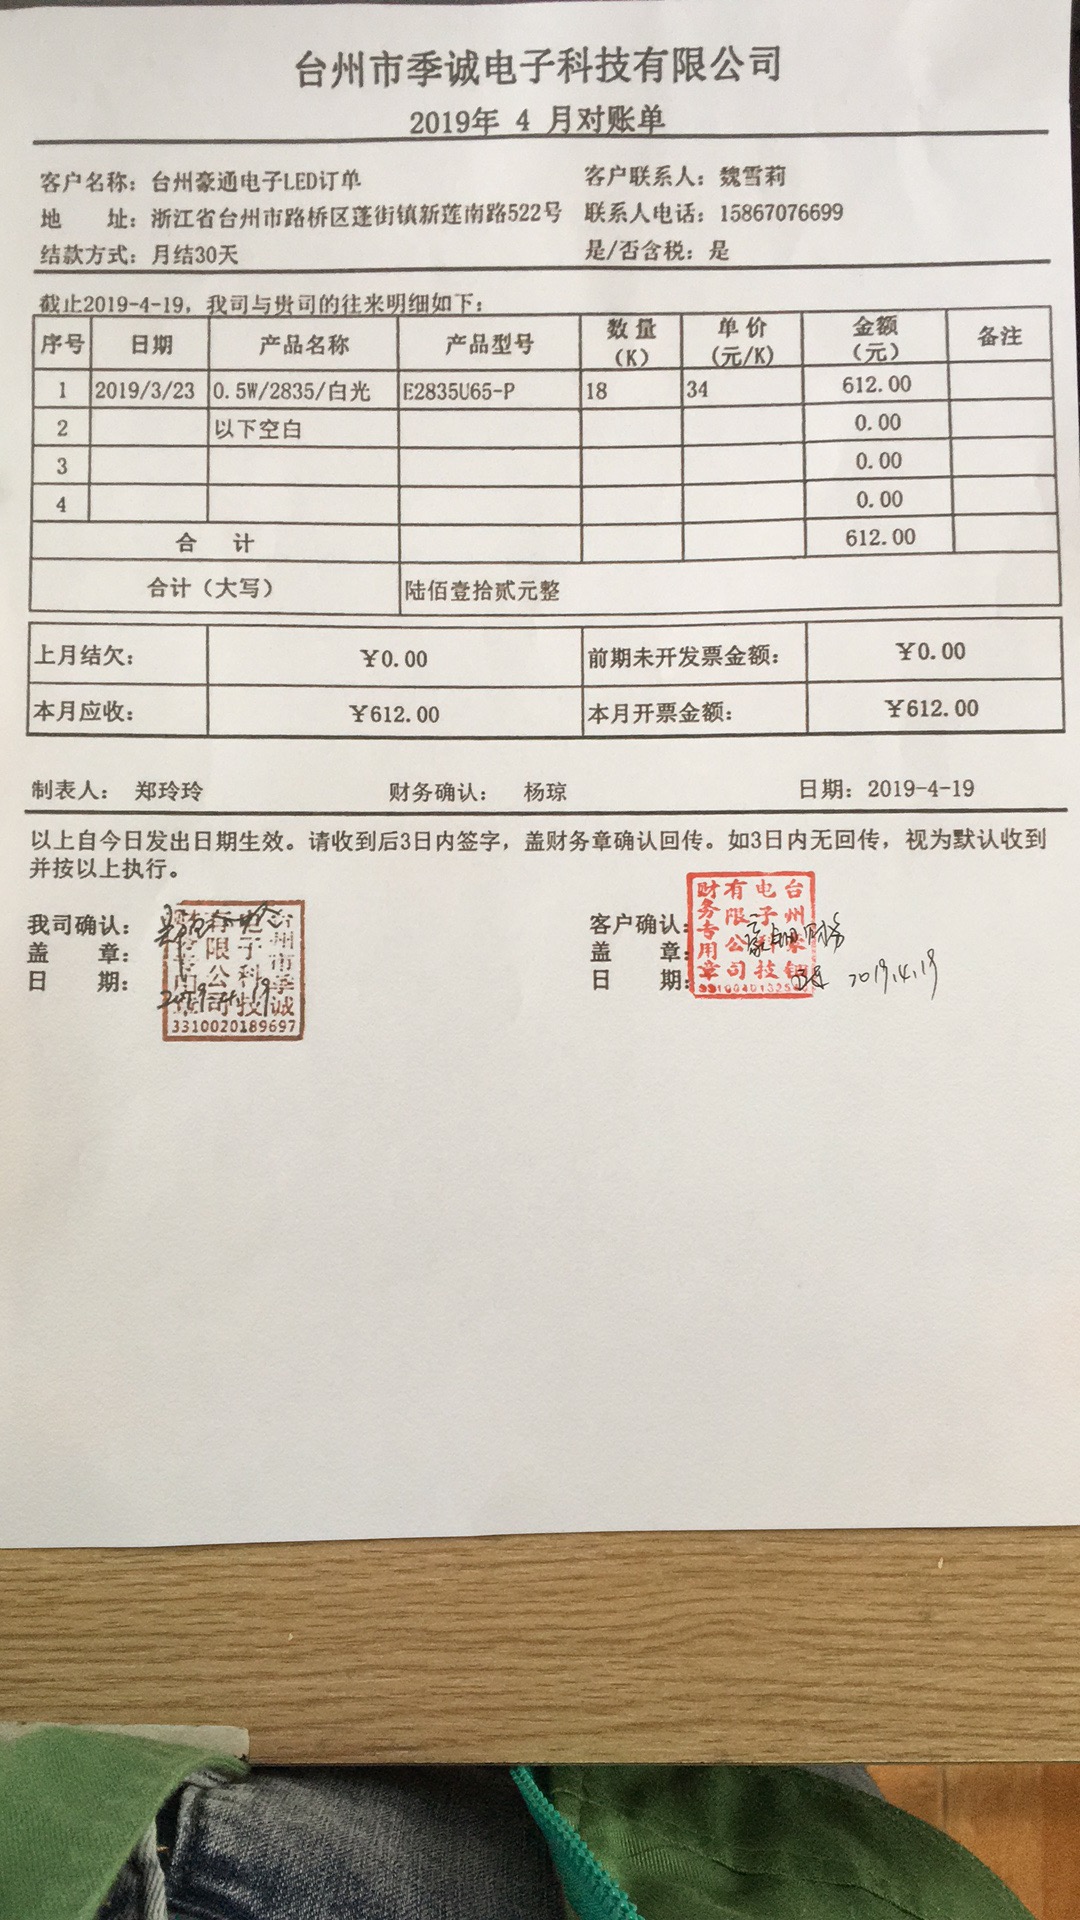 台州市季诚电子科技有限公司
2019年 4 月对账单
客户名称：台州豪通电子LED订单 客户联系人：魏雪莉
地 址：浙江省台州市路桥区蓬街镇新莲南路522号 联系人电话：15867076699
结款方式：月结30天 是/否含税：是
截止2019-4-19，我司与贵司的往来明细如下：
序号 日期 产品名称 产品型号 数量（K） 单价（元/K） 金额（元） 备注
1 2019/3/23 0.5W/2835/白光 E2835U65-P 18 34 612.00
2 以下空白 0.00
3 0.00
4 0.00
合 计 612.00
合计（大写） 陆佰壹拾贰元整
上月结欠： ¥0.00 前期未开发票金额： ¥0.00
本月应收： ¥612.00 本月开票金额： ¥612.00
制表人： 郑玲玲 财务确认： 杨琼 日期：2019-4-19
以上自今日发出日期生效。请收到后3日内签字，盖财务章确认回传。如3日内无回传，视为默认收到
并按以上执行。
我司确认： 客户确认：
盖 章： 盖 章：
日 期： 2019.4.19 日 期： 2019.4.19
台州市季诚
电子科技
有限公司
财务专用章
3310020189697
电子科技
有限公司
财务专用章